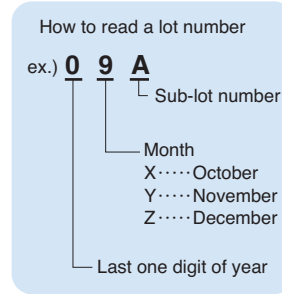 How to read a lot number
ex.) 0 9 A
Sub-lot number
Month
X·····October
Y·····November
Z·····December
Last one digit of year